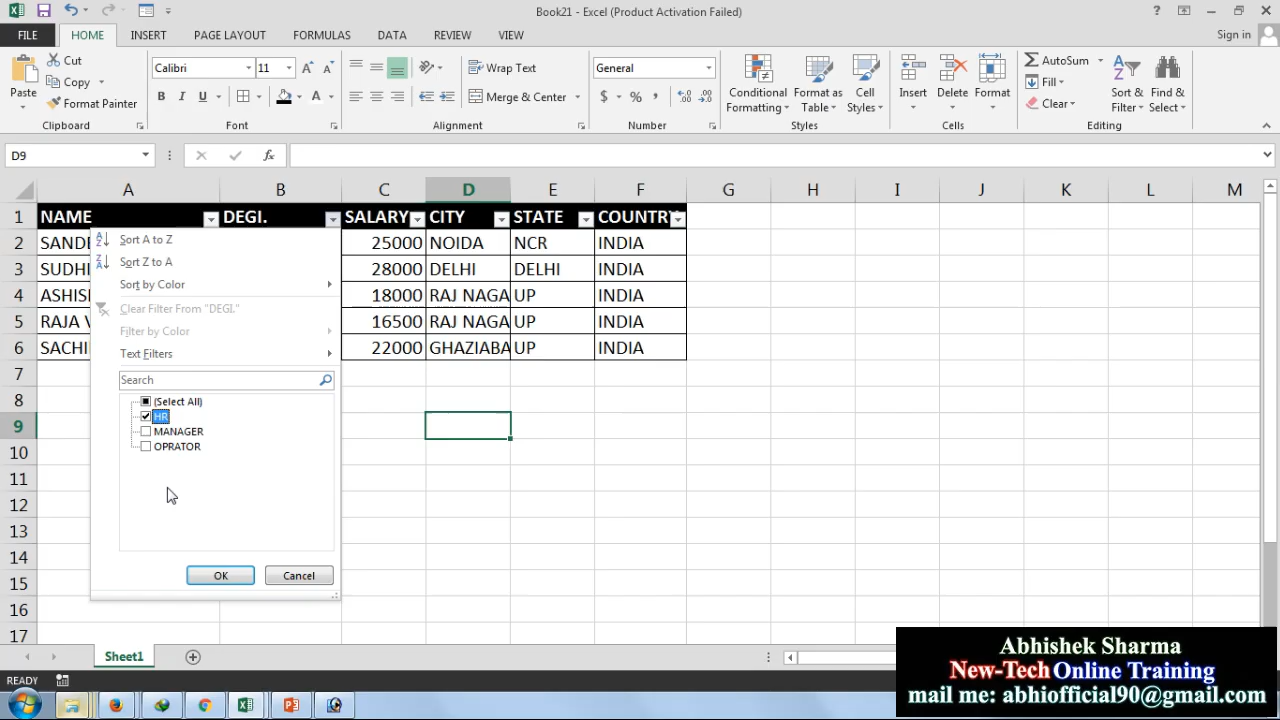 Book21 - Excel (Product Activation Failed)
?
FILE HOME INSERT PAGE LAYOUT FORMULAS DATA REVIEW VIEW Sign in
Paste
Cut
Copy
Format Painter
Clipboard
Calibri 11
B I U
Font
Wrap Text
Merge & Center
Alignment
General
$ % ,
Number
Conditional Formatting
Format as Table
Cell Styles
Styles
Insert Delete Format
Cells
AutoSum
Fill
Clear
Sort & Filter
Find & Select
Editing
D9 fx
A B C D E F G H I J K L M
1 NAME DEGI. SALARY CITY STATE COUNTRY
2 SANDE 25000 NOIDA NCR INDIA
3 SUDHI 28000 DELHI DELHI INDIA
4 ASHISH 18000 RAJ NAGA UP INDIA
5 RAJA V 16500 RAJ NAGA UP INDIA
6 SACHI 22000 GHAZIABA UP INDIA
7
8
9
10
11
12
13
14
15
16
17
Sort A to Z
Sort Z to A
Sort by Color
Clear Filter From "DEGI."
Filter by Color
Text Filters
Search
(Select All)
HR
MANAGER
OPRATOR
OK Cancel
Sheet1
READY
Abhishek Sharma
New-Tech Online Training
mail me: abhiofficial90@gmail.com